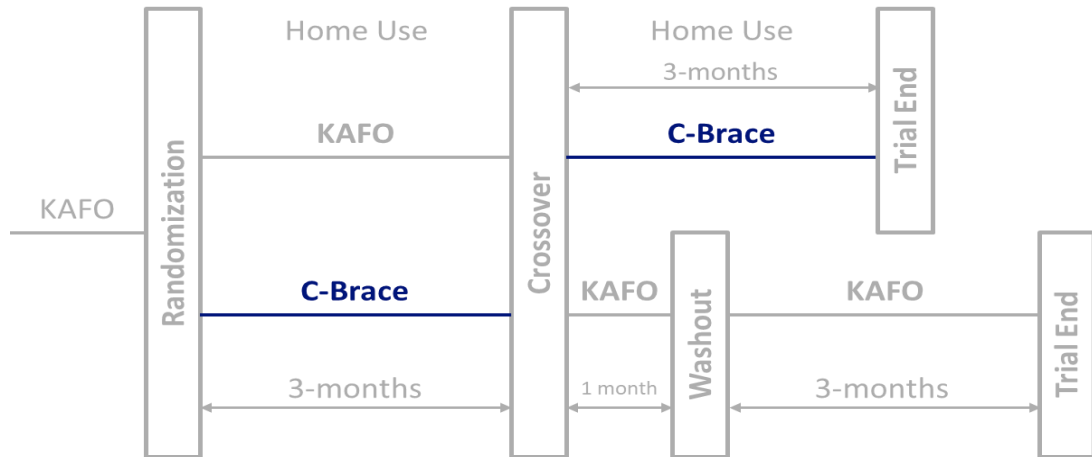 Home Use
Home Use
3-months
KAFO
C-Brace
KAFO
Randomization
Crossover
Trial End
C-Brace
KAFO
KAFO
Washout
Trial End
3-months
1 month
3-months